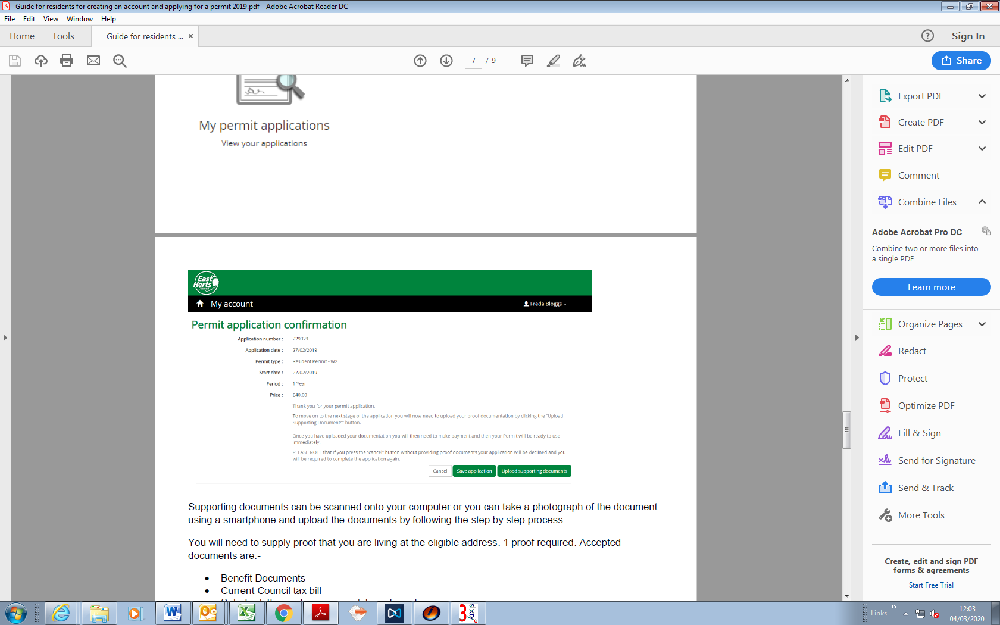 Guide for residents for creating an account and applying for a permit 2019.pdf - Adobe Acrobat Reader DC
File Edit View Window Help
Home Tools Guide for residents ... ×
? Sign In
7 / 9
Share
My permit applications
View your applications
East
Herts
COUNCIL
My account
Freda Bloggs
Permit application confirmation
Application number : 229321
Application date : 27/02/2019
Permit type : Resident Permit - W2
Start date : 27/02/2019
Period : 1 Year
Price : £40.00
Thank you for your permit application.
To move on to the next stage of the application you will now need to upload your proof documentation by clicking the "Upload
Supporting Documents" button.
Once you have uploaded your documentation you will then need to make payment and then your Permit will be ready to use
immediately.
PLEASE NOTE that if you press the "cancel" button without providing proof documents your application will be declined and you
will be required to complete the application again.
Cancel Save application Upload supporting documents
Supporting documents can be scanned onto your computer or you can take a photograph of the document
using a smartphone and upload the documents by following the step by step process.
You will need to supply proof that you are living at the eligible address. 1 proof required. Accepted
documents are:-
• Benefit Documents
• Current Council tax bill
Solicitor letter confirming completion of purchase
Export PDF
Create PDF
Edit PDF
Comment
Combine Files
Adobe Acrobat Pro DC
Combine two or more files into
a single PDF
Learn more
Organize Pages
Redact
Protect
Optimize PDF
Fill & Sign
Send for Signature
Send & Track
More Tools
Create, edit and sign PDF
forms & agreements
Start Free Trial
3 sixty
Links »
12:03
04/03/2020